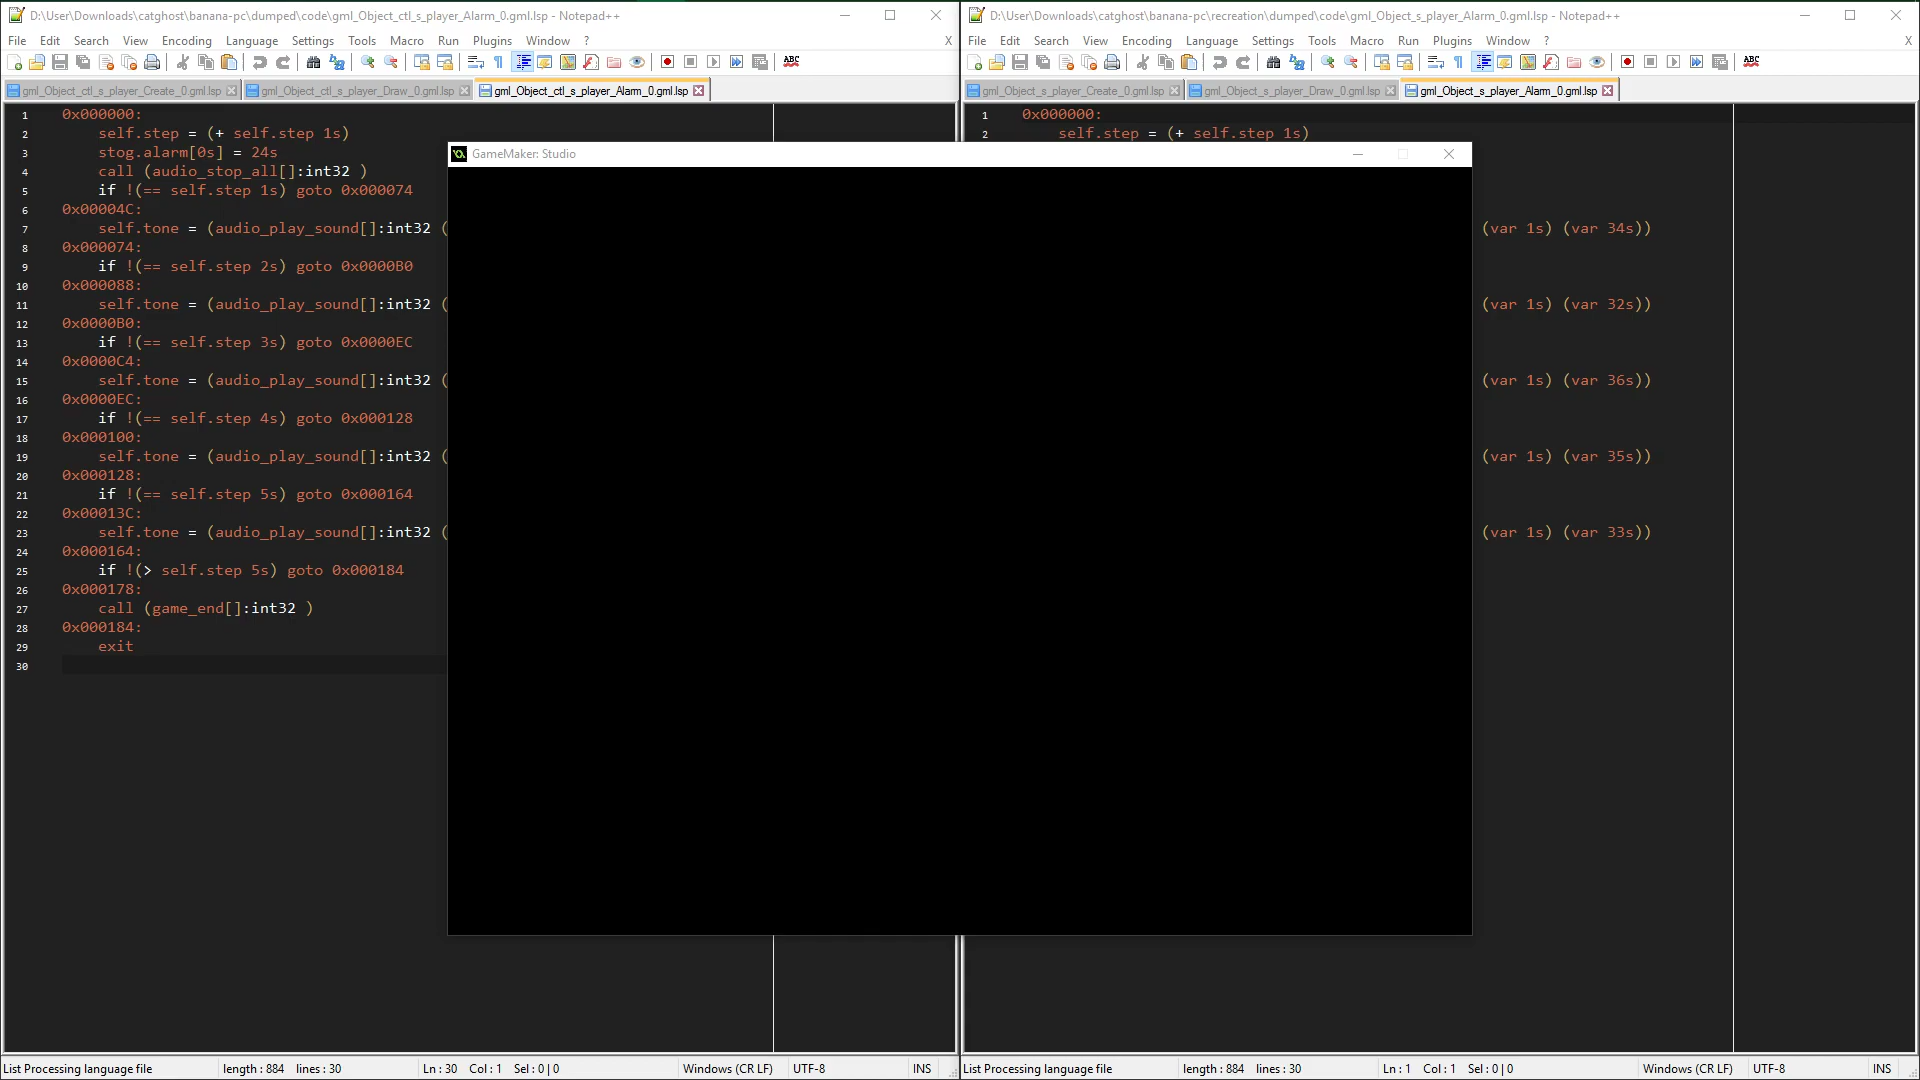 D:\User\Downloads\catghost\banana-pc\dumped\code\gml_Object_ctl_s_player_Alarm_0.gml.lsp - Notepad++
File Edit Search View Encoding Language Settings Tools Macro Run Plugins Window ? X
ABC
gml_Object_ctl_s_player_Create_0.gml.lsp gml_Object_ctl_s_player_Draw_0.gml.lsp gml_Object_ctl_s_player_Alarm_0.gml.lsp
1 0x000000:
2 self.step = (+ self.step 1s)
3 stog.alarm[0s] = 24s
4 call (audio_stop_all[]:int32 )
5 if !(== self.step 1s) goto 0x000074
6 0x00004C:
7 self.tone = (audio_play_sound[]:int32 (
8 0x000074:
9 if !(== self.step 2s) goto 0x0000B0
10 0x000088:
11 self.tone = (audio_play_sound[]:int32 (
12 0x0000B0:
13 if !(== self.step 3s) goto 0x0000EC
14 0x0000C4:
15 self.tone = (audio_play_sound[]:int32 (
16 0x0000EC:
17 if !(== self.step 4s) goto 0x000128
18 0x000100:
19 self.tone = (audio_play_sound[]:int32 (
20 0x000128:
21 if !(== self.step 5s) goto 0x000164
22 0x00013C:
23 self.tone = (audio_play_sound[]:int32 (
24 0x000164:
25 if !(> self.step 5s) goto 0x000184
26 0x000178:
27 call (game_end[]:int32 )
28 0x000184:
29 exit
30
List Processing language file length : 884 lines : 30 Ln : 30 Col : 1 Sel : 0 | 0 Windows (CR LF) UTF-8 INS
GameMaker: Studio
D:\User\Downloads\catghost\banana-pc\recreation\dumped\code\gml_Object_s_player_Alarm_0.gml.lsp - Notepad++
File Edit Search View Encoding Language Settings Tools Macro Run Plugins Window ? X
ABC
gml_Object_s_player_Create_0.gml.lsp gml_Object_s_player_Draw_0.gml.lsp gml_Object_s_player_Alarm_0.gml.lsp
1 0x000000:
2 self.step = (+ self.step 1s)
(var 1s) (var 34s))
(var 1s) (var 32s))
(var 1s) (var 36s))
(var 1s) (var 35s))
(var 1s) (var 33s))
List Processing language file length : 884 lines : 30 Ln : 1 Col : 1 Sel : 0 | 0 Windows (CR LF) UTF-8 INS